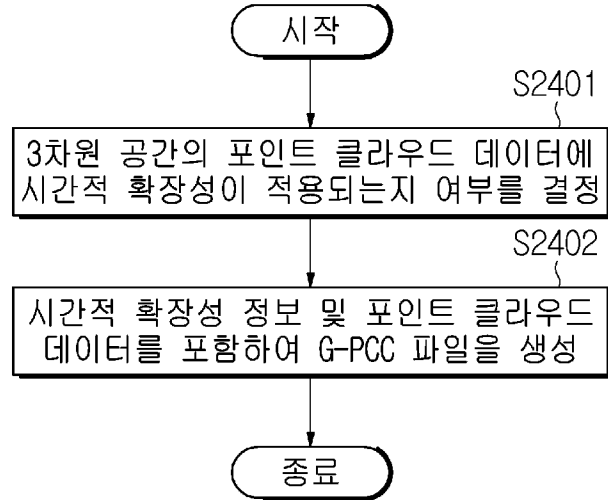 시작
S2401
3차원 공간의 포인트 클라우드 데이터에
시간적 확장성이 적용되는지 여부를 결정
S2402
시간적 확장성 정보 및 포인트 클라우드
데이터를 포함하여 G-PCC 파일을 생성
종료